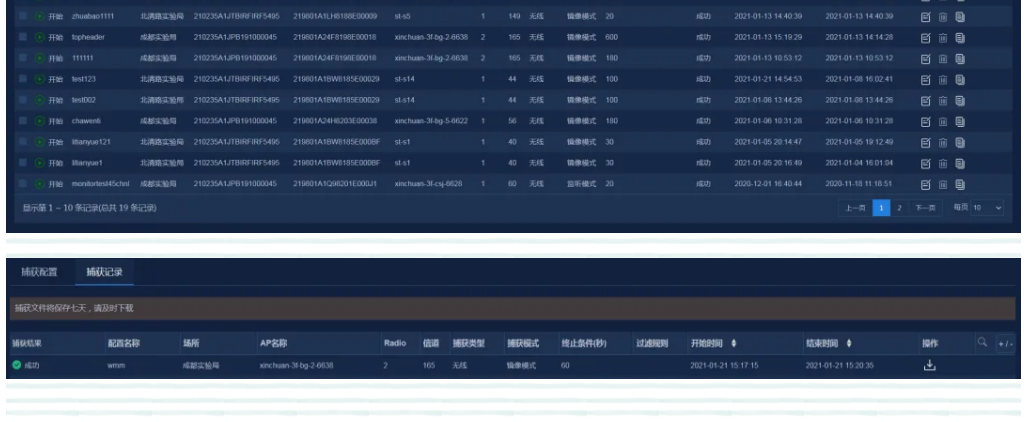 开始 zhuabao1111 北清路实验局 210235A1JTBIRFIRF5495 219801A1LH8188E00009 st-s5 1 149 无线 镜像模式 20 成功 2021-01-13 14:40:39 2021-01-13 14:40:39
开始 topheader 成都实验局 210235A1JPB191000045 219801A24F8198E00018 xinchuan-3f-bg-2-6638 2 165 无线 镜像模式 600 成功 2021-01-13 15:19:29 2021-01-13 14:14:28
开始 111111 成都实验局 210235A1JPB191000045 219801A24F8198E00018 xinchuan-3f-bg-2-6638 2 165 无线 镜像模式 180 成功 2021-01-13 10:53:12 2021-01-13 10:53:12
开始 test123 北清路实验局 210235A1JTBIRFIRF5495 219801A1BW8185E00029 st-s14 1 44 无线 镜像模式 100 成功 2021-01-21 14:54:53 2021-01-08 16:02:41
开始 test002 北清路实验局 210235A1JTBIRFIRF5495 219801A1BW8185E00029 st-s14 1 44 无线 镜像模式 100 成功 2021-01-06 13:44:26 2021-01-06 13:44:26
开始 chawenti 成都实验局 210235A1JPB191000045 219801A24H8203E00038 xinchuan-3f-bg-5-6622 1 56 无线 镜像模式 180 成功 2021-01-06 10:31:28 2021-01-06 10:31:28
开始 litianyue121 北清路实验局 210235A1JTBIRFIRF5495 219801A1BW8185E000BF st-s1 1 40 无线 镜像模式 30 成功 2021-01-05 20:14:47 2021-01-05 19:12:49
开始 litianyue1 北清路实验局 210235A1JTBIRFIRF5495 219801A1BW8185E000BF st-s1 1 40 无线 镜像模式 30 成功 2021-01-05 20:16:49 2021-01-04 16:01:04
开始 monitortest45chnl 成都实验局 210235A1JPB191000045 219801A1Q98201E000J1 xinchuan-3f-csj-6628 1 60 无线 监听模式 20 成功 2020-12-01 16:40:44 2020-11-18 11:18:51
显示第 1 ~ 10 条记录(总共 19 条记录) 上一页 1 2 下一页 每页 10
捕获配置 捕获记录
捕获文件将保存七天，请及时下载
捕获结果 配置名称 场所 AP名称 Radio 信道 捕获类型 捕获模式 终止条件(秒) 过滤规则 开始时间 结束时间 操作 +/-
成功 wmm 成都实验局 xinchuan-3f-bg-2-6638 2 165 无线 镜像模式 60 2021-01-21 15:17:15 2021-01-21 15:20:35